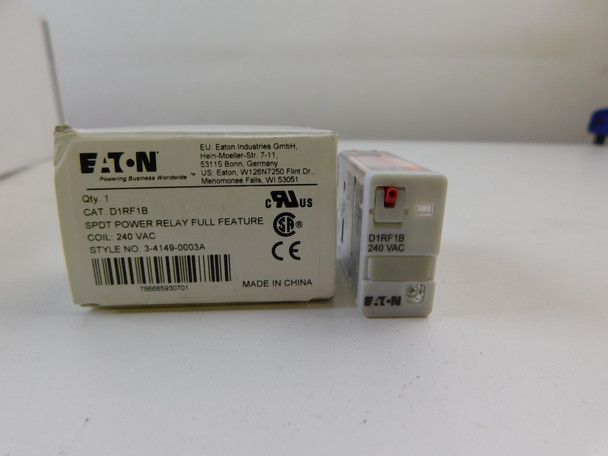 EATON
Powering Business Worldwide
EU: Eaton Industries GmbH,
Hein-Moeller-Str. 7-11,
53115 Bonn, Germany
US: Eaton, W126N7250 Flint Dr.,
Menomonee Falls, WI 53051
Qty. 1
CAT. D1RF1B
SPDT POWER RELAY FULL FEATURE
COIL: 240 VAC
STYLE NO. 3-4149-0003A
C UR US
SA
CE
786685930701
MADE IN CHINA
D1RF1B
240 VAC
EATON